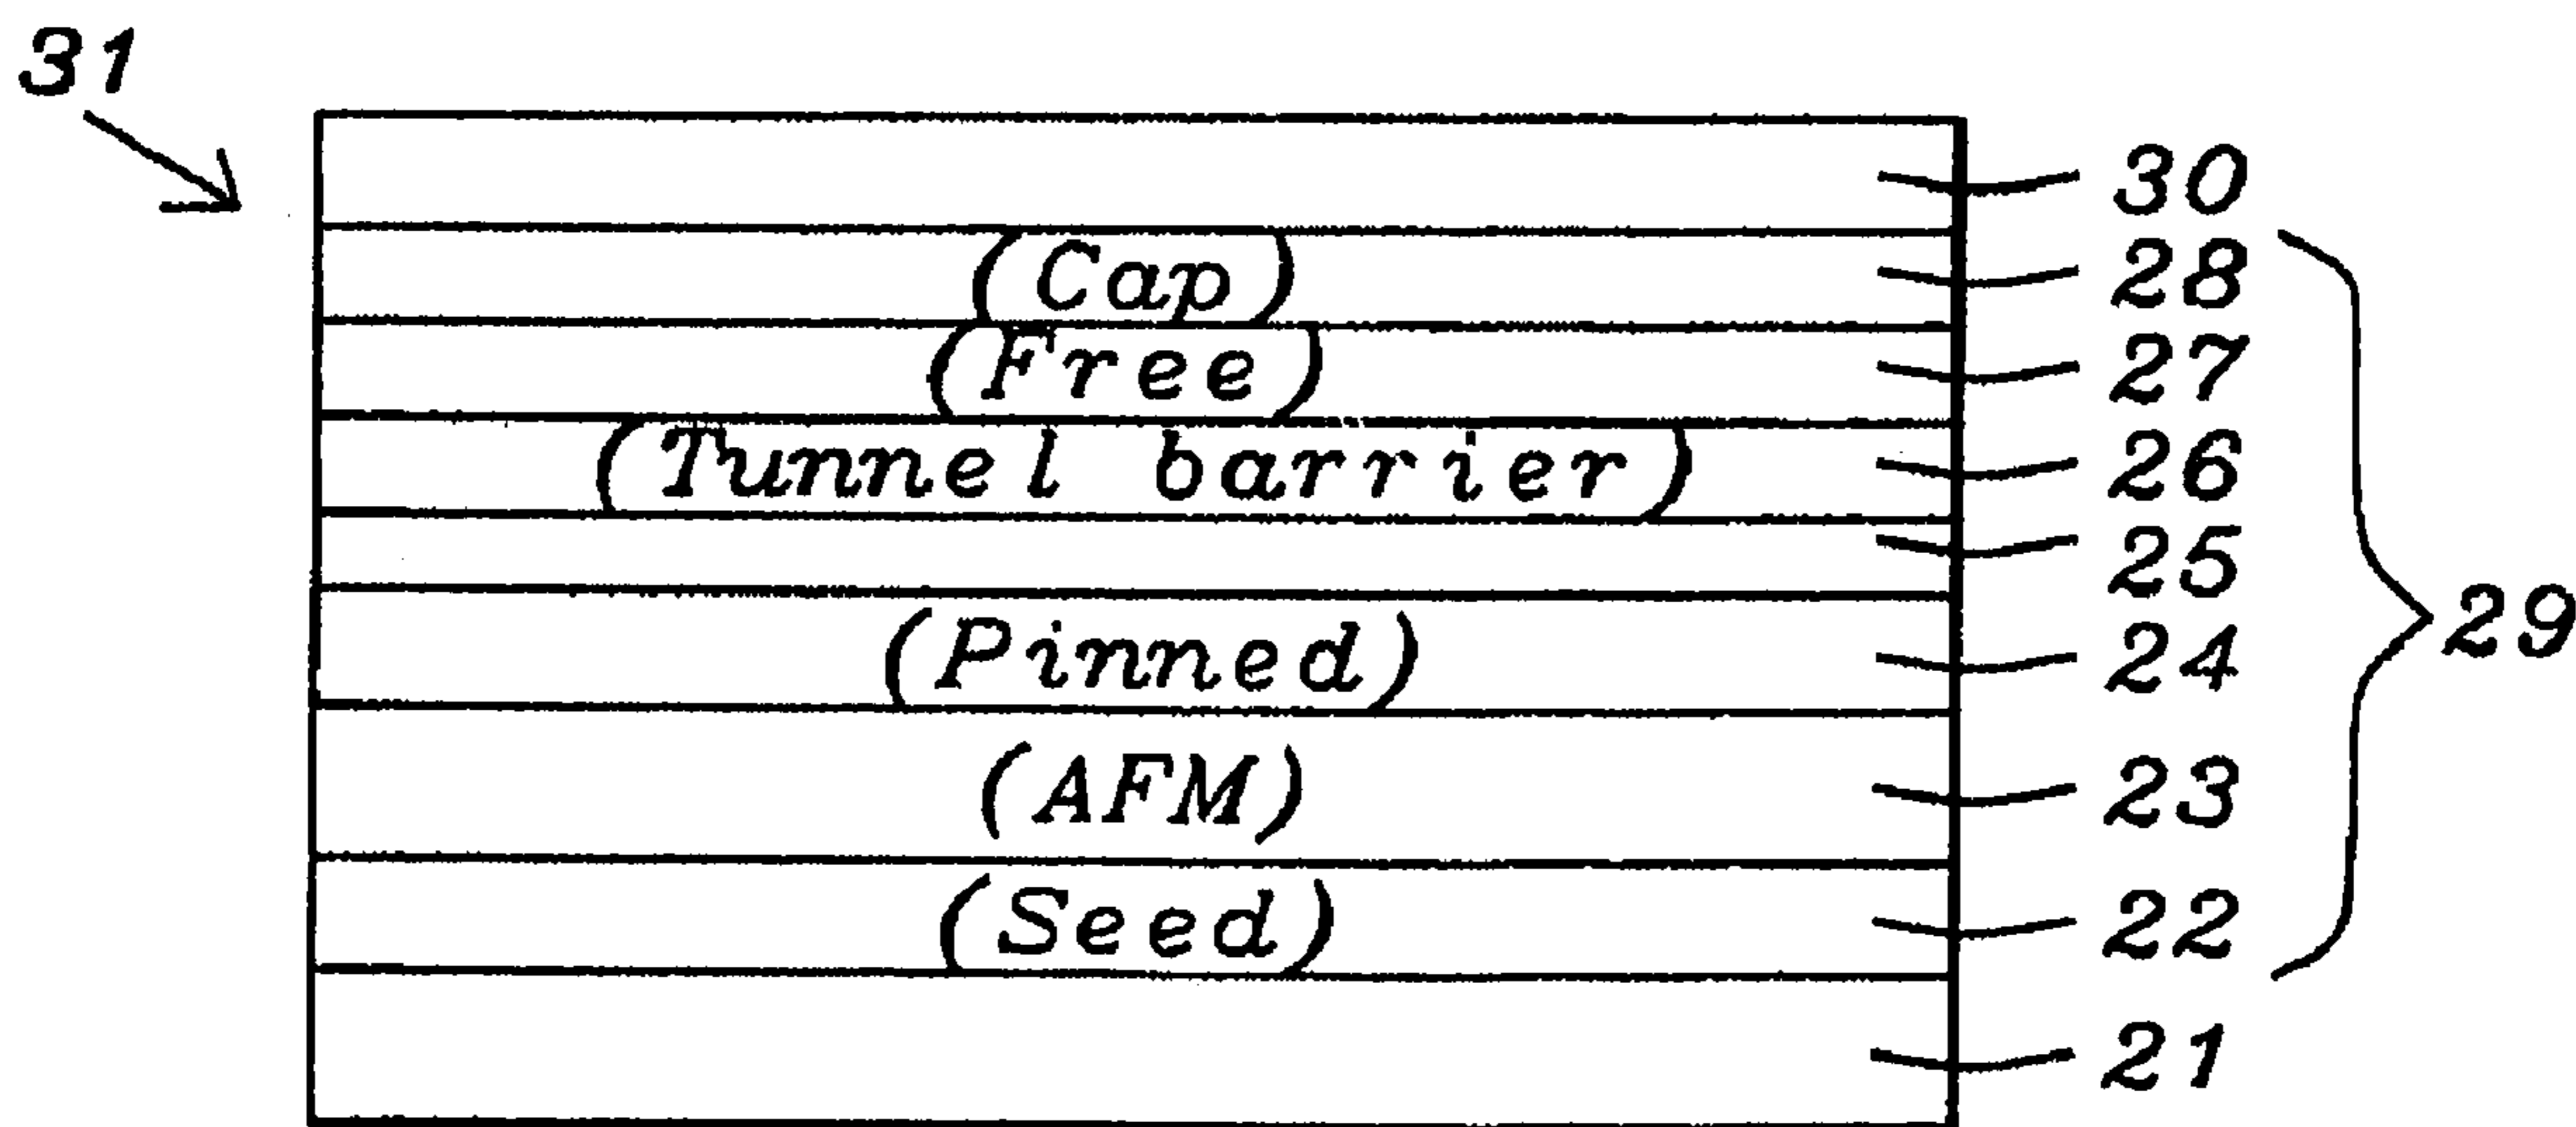 31
30
(Cap) 28
(Free) 27
(Tunnel barrier) 26
25
29
(Pinned) 24
(AFM) 23
(Seed) 22
21